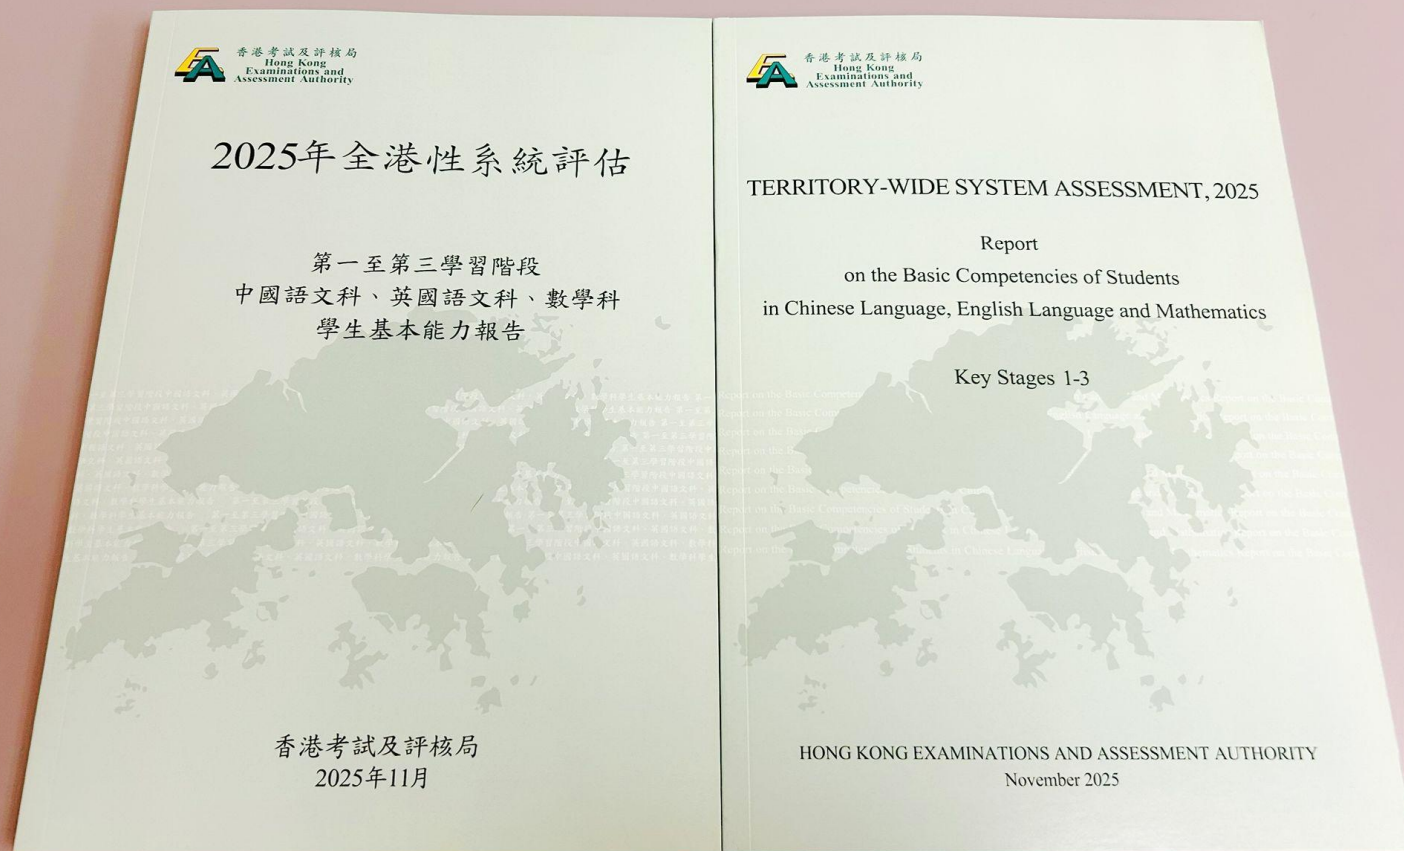 香港考試及評核局
Hong Kong
Examinations and
Assessment Authority
2025年全港性系統評估
第一至第三學習階段
中國語文科、英國語文科、數學科
學生基本能力報告
香港考試及評核局
2025年11月
香港考試及評核局
Hong Kong
Examinations and
Assessment Authority
TERRITORY-WIDE SYSTEM ASSESSMENT, 2025
Report
on the Basic Competencies of Students
in Chinese Language, English Language and Mathematics
Key Stages 1-3
HONG KONG EXAMINATIONS AND ASSESSMENT AUTHORITY
November 2025